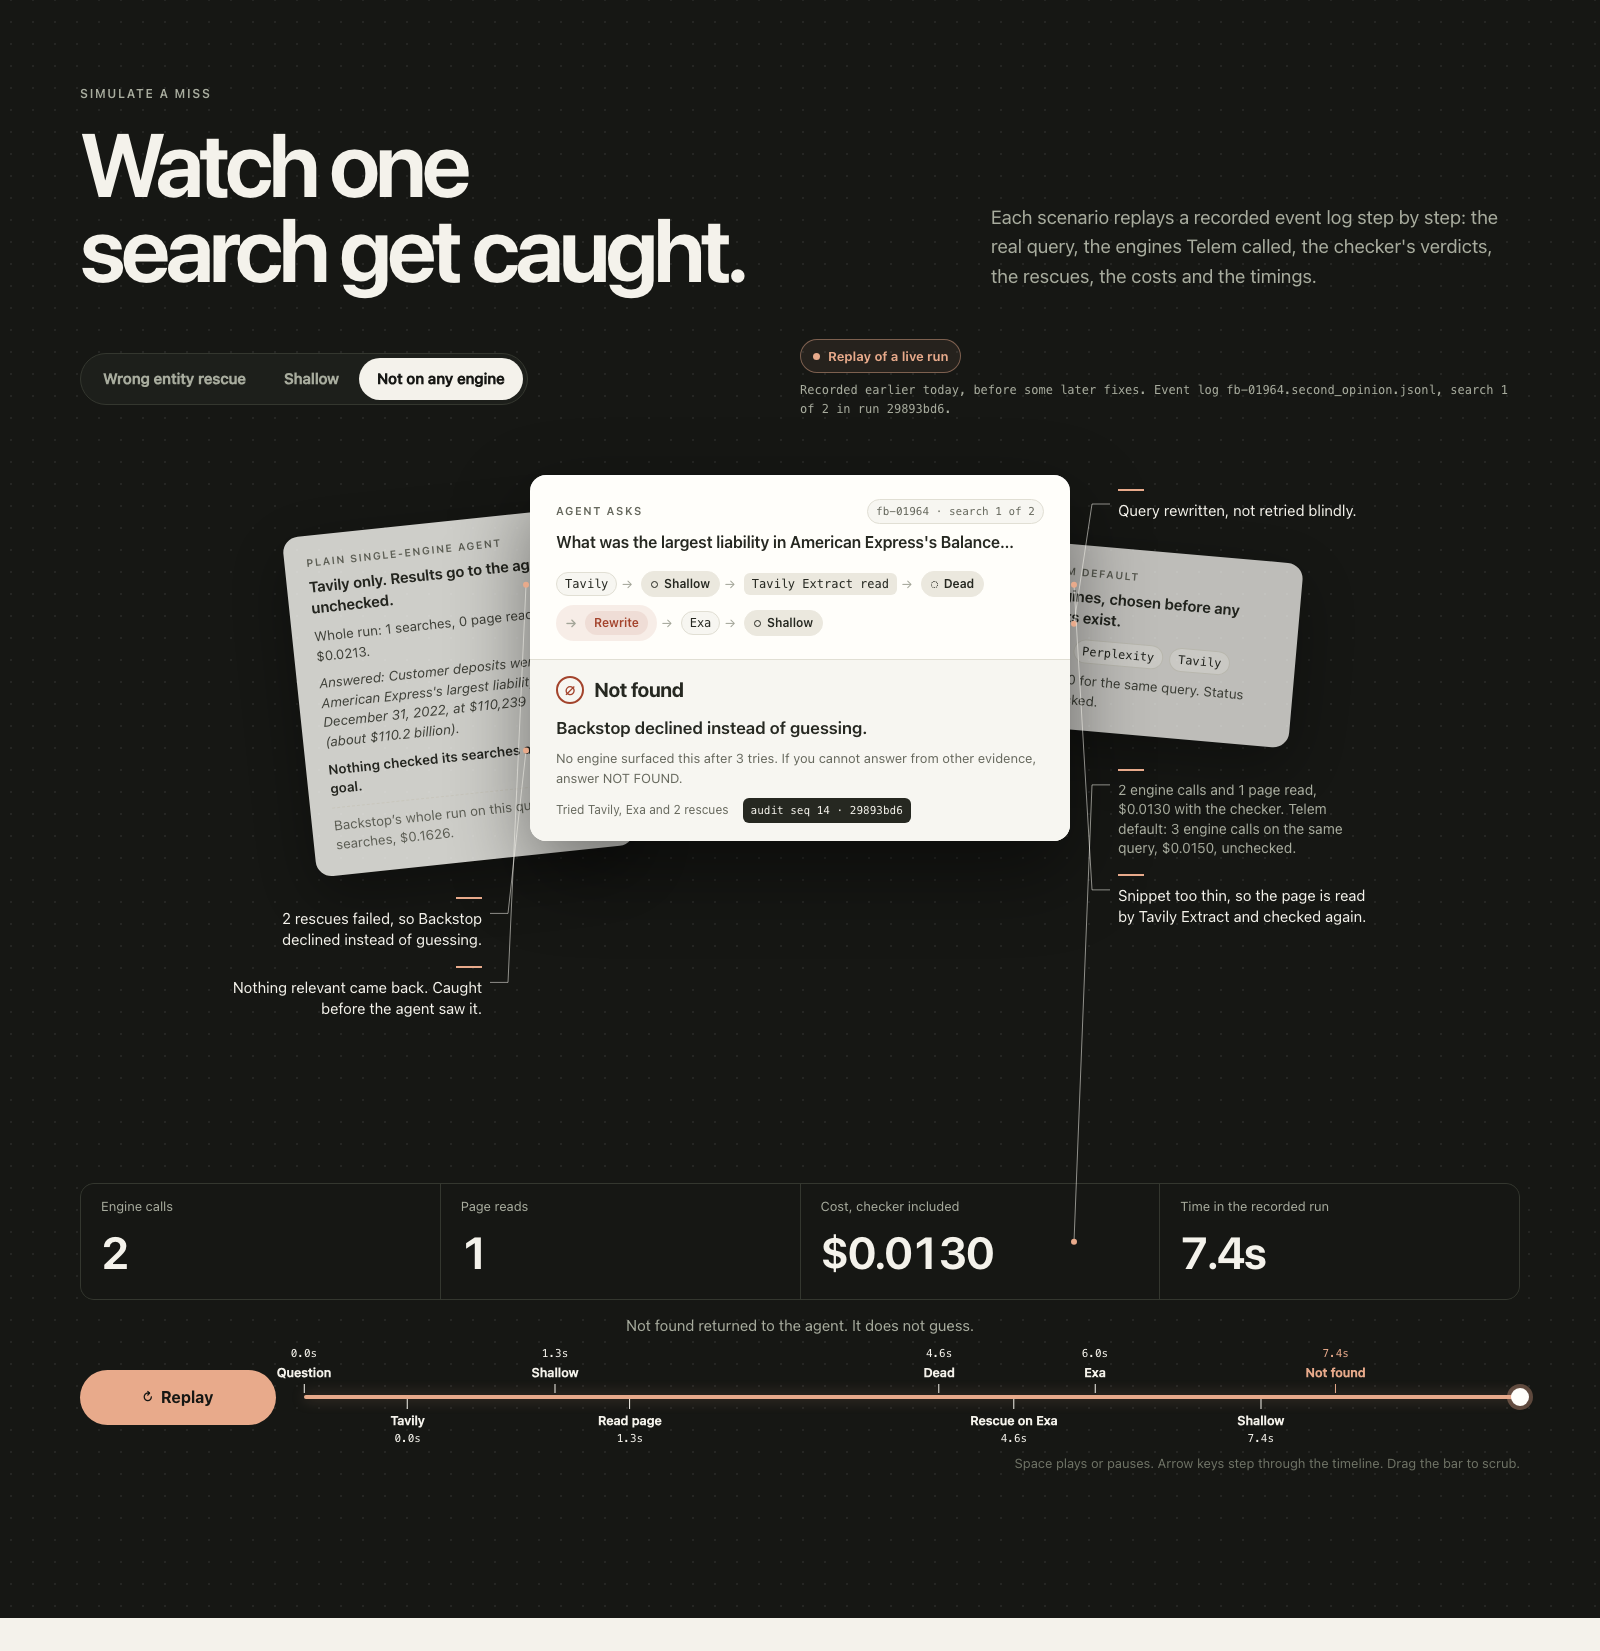 SIMULATE A MISS
Watch one
search get caught.
Each scenario replays a recorded event log step by step: the
real query, the engines Telem called, the checker's verdicts,
the rescues, the costs and the timings.
Wrong entity rescue
Shallow
Not on any engine
Replay of a live run
Recorded earlier today, before some later fixes. Event log fb-01964.second_opinion.jsonl, search 1
of 2 in run 29893bd6.
PLAIN SINGLE-ENGINE AGENT
Tavily only. Results go to the ag
unchecked.
Whole run: 1 searches, 0 page read
$0.0213.
Answered: Customer deposits wer
American Express's largest liabilit
December 31, 2022, at $110,239
(about $110.2 billion).
Nothing checked its searches
goal.
Backstop's whole run on this qu
searches, $0.1626.
AGENT ASKS
fb-01964 · search 1 of 2
What was the largest liability in American Express's Balance...
Tavily → Shallow → Tavily Extract read → Dead
→ Rewrite → Exa → Shallow
Not found
Backstop declined instead of guessing.
No engine surfaced this after 3 tries. If you cannot answer from other evidence,
answer NOT FOUND.
Tried Tavily, Exa and 2 rescues
audit seq 14 · 29893bd6
M DEFAULT
ines, chosen before any
s exist.
Perplexity Tavily
0 for the same query. Status
ked.
Query rewritten, not retried blindly.
2 engine calls and 1 page read,
$0.0130 with the checker. Telem
default: 3 engine calls on the same
query, $0.0150, unchecked.
Snippet too thin, so the page is read
by Tavily Extract and checked again.
2 rescues failed, so Backstop
declined instead of guessing.
Nothing relevant came back. Caught
before the agent saw it.
Engine calls
2
Page reads
1
Cost, checker included
$0.0130
Time in the recorded run
7.4s
Not found returned to the agent. It does not guess.
0.0s 1.3s 4.6s 6.0s 7.4s
Question Shallow Dead Exa Not found
↻ Replay
Tavily Read page Rescue on Exa Shallow
0.0s 1.3s 4.6s 7.4s
Space plays or pauses. Arrow keys step through the timeline. Drag the bar to scrub.